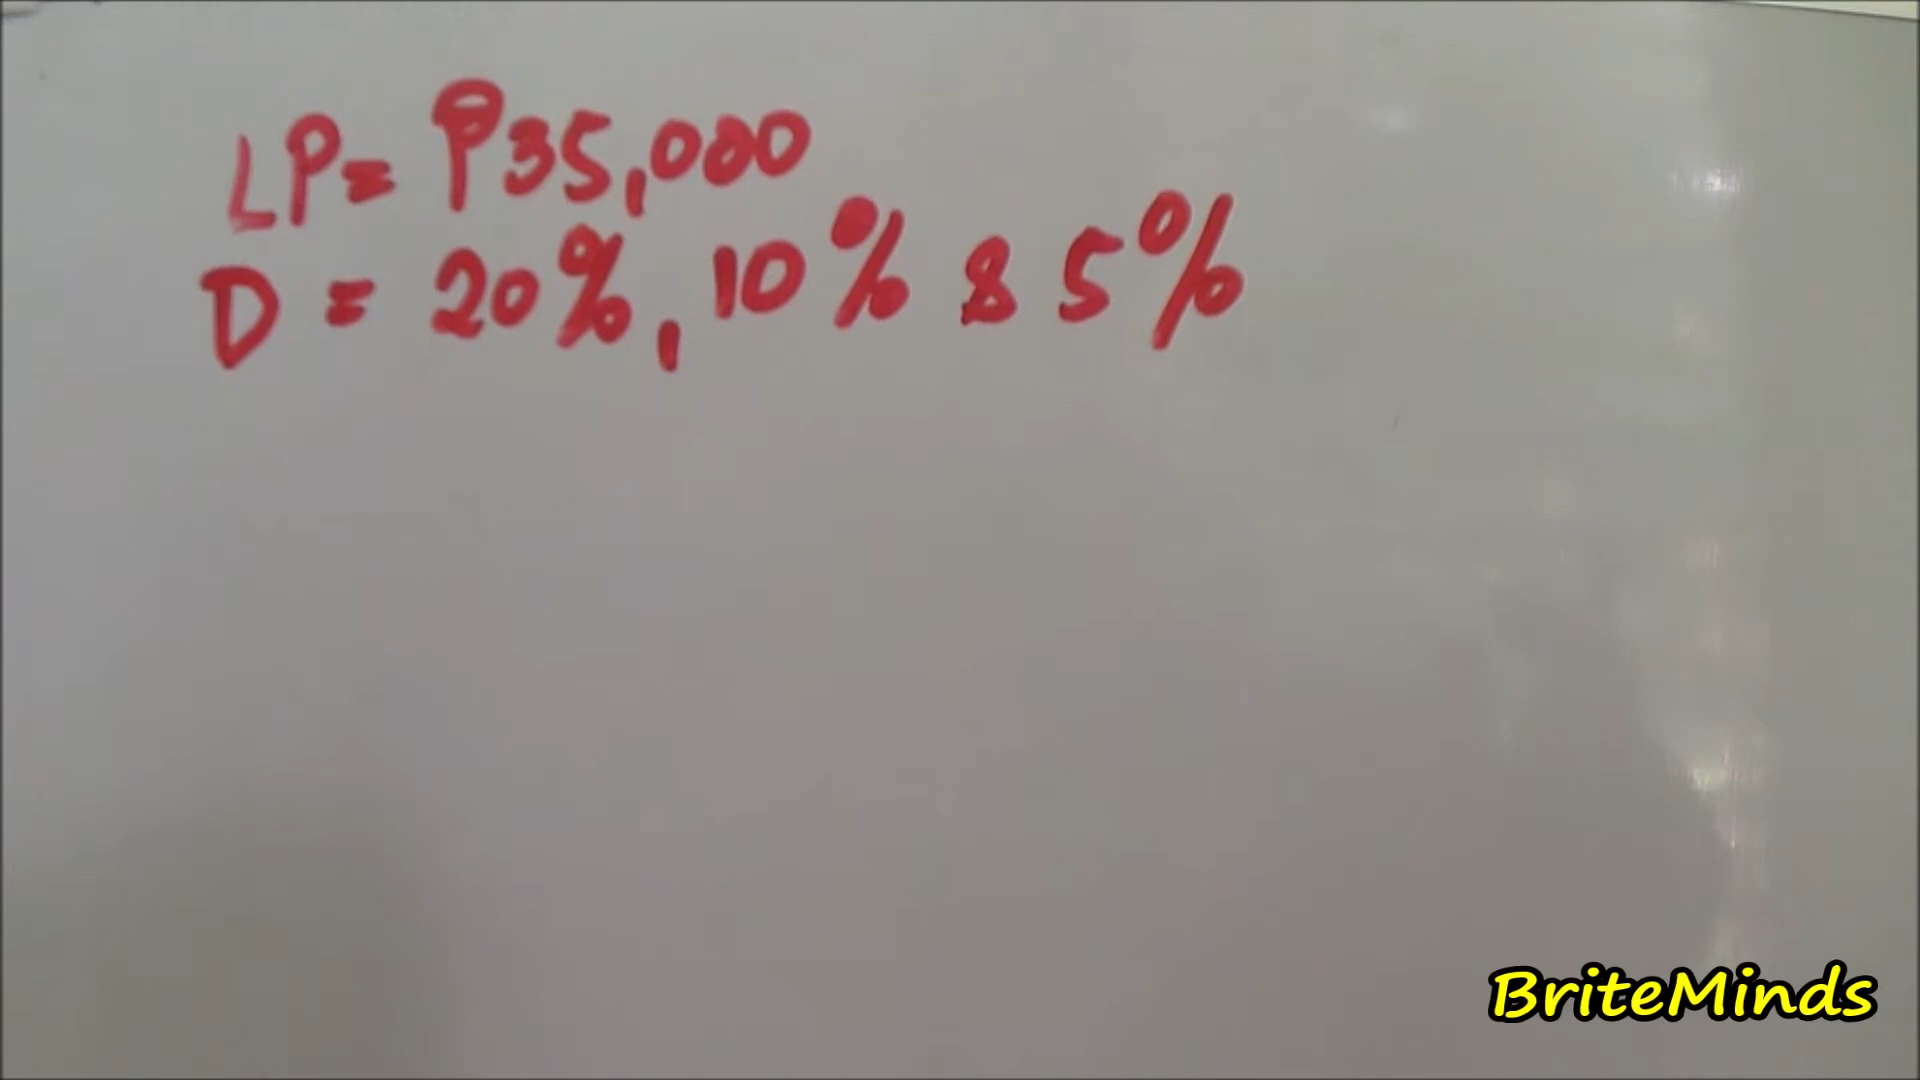 LP= ₱35,000
D = 20%, 10% & 5%
BriteMinds